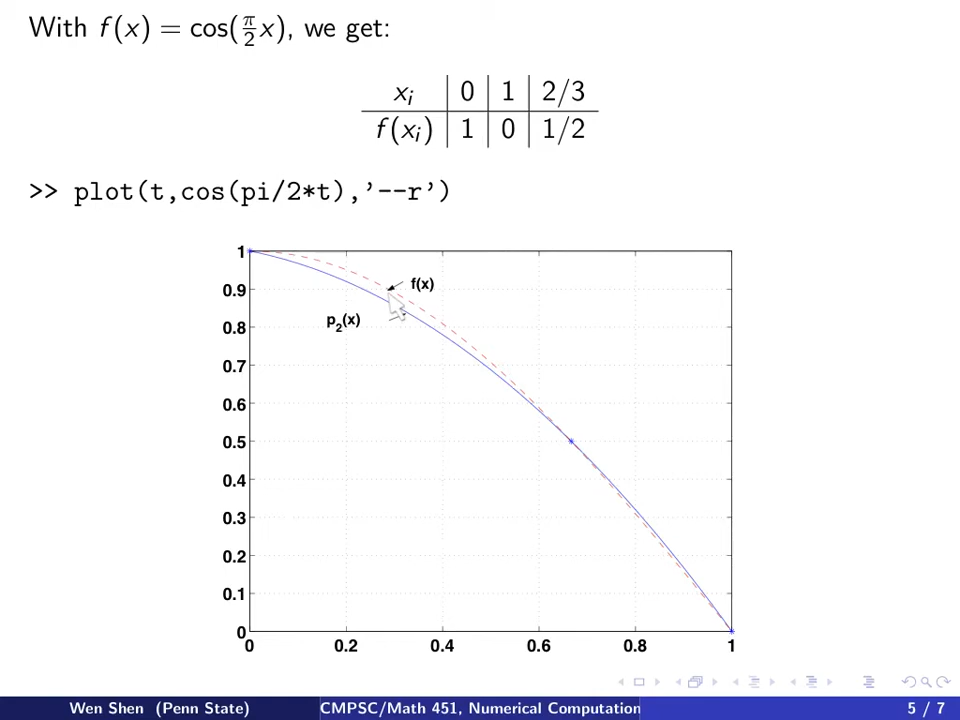 With f(x) = cos(π/2 x), we get:
x_i 0 1 2/3
f(x_i) 1 0 1/2
>> plot(t,cos(pi/2*t),'--r')
1
0.9
0.8
0.7
0.6
0.5
0.4
0.3
0.2
0.1
0
f(x)
p_2(x)
0 0.2 0.4 0.6 0.8 1
Wen Shen (Penn State) CMPSC/Math 451, Numerical Computation 5 / 7